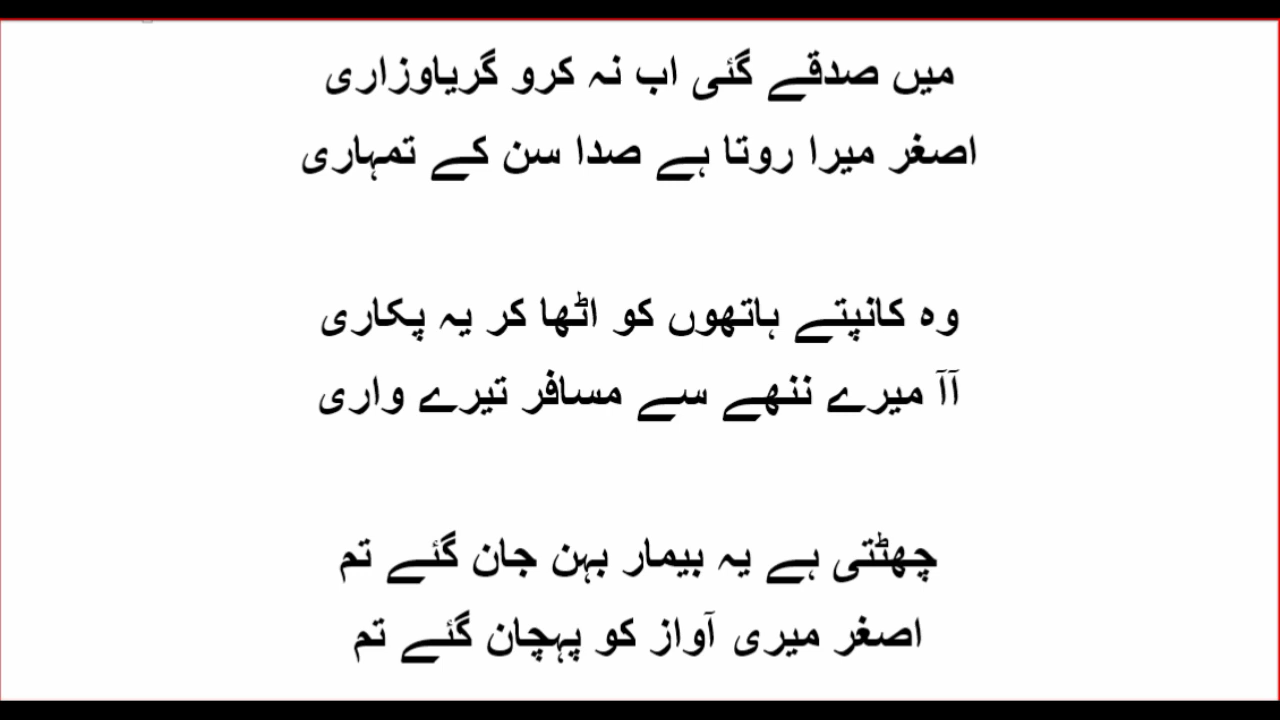 میں صدقے گئی اب نہ کرو گریاوزاری
اصغر میرا روتا ہے صدا سن کے تمہاری
وہ کانپتے ہاتھوں کو اٹھا کر یہ پکاری
آآ میرے ننھے سے مسافر تیرے واری
چھٹتی ہے یہ بیمار بہن جان گئے تم
اصغر میری آواز کو پہچان گئے تم